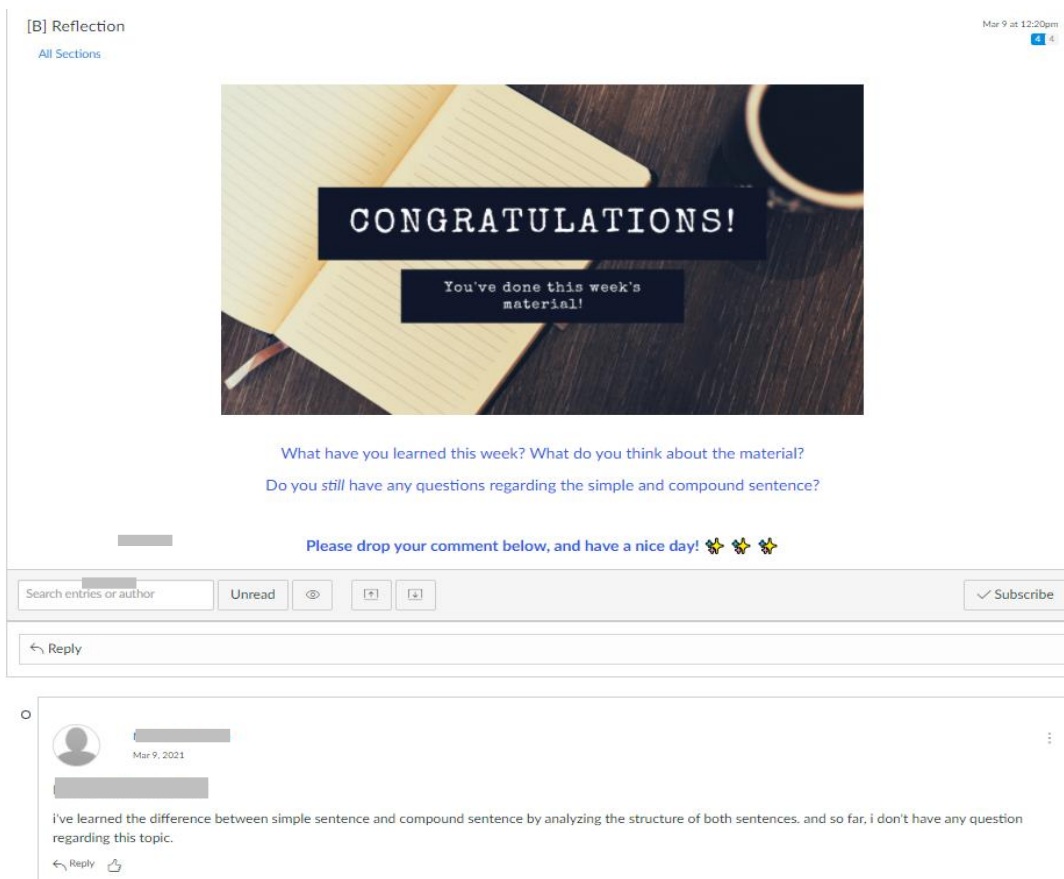 [B] Reflection
Mar 9 at 12:20pm
4 4
All Sections
CONGRATULATIONS!
You've done this week's
material!
What have you learned this week? What do you think about the material?
Do you still have any questions regarding the simple and compound sentence?
Please drop your comment below, and have a nice day! ✨ ✨ ✨
Search entries or author
Unread
Subscribe
Reply
Mar 9, 2021
i've learned the difference between simple sentence and compound sentence by analyzing the structure of both sentences. and so far, i don't have any question
regarding this topic.
Reply